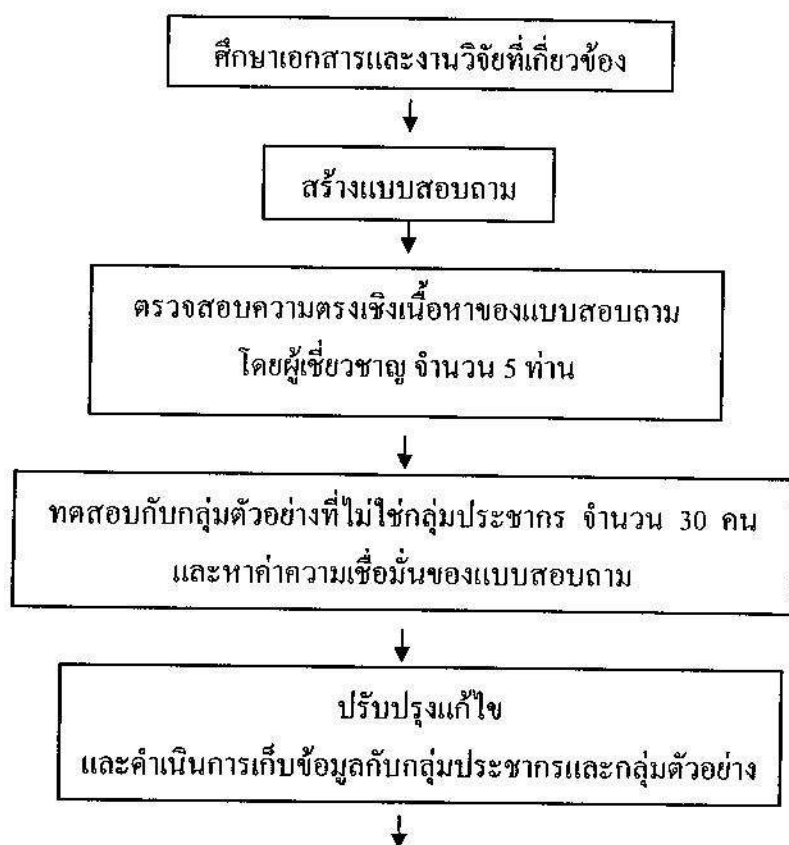 ศึกษาเอกสารและงานวิจัยที่เกี่ยวข้อง
สร้างแบบสอบถาม
ตรวจสอบความตรงเชิงเนื้อหาของแบบสอบถาม
โดยผู้เชี่ยวชาญ จำนวน 5 ท่าน
ทดสอบกับกลุ่มตัวอย่างที่ไม่ใช่กลุ่มประชากร จำนวน 30 คน
และหาค่าความเชื่อมั่นของแบบสอบถาม
ปรับปรุงแก้ไข
และดำเนินการเก็บข้อมูลกับกลุ่มประชากรและกลุ่มตัวอย่าง